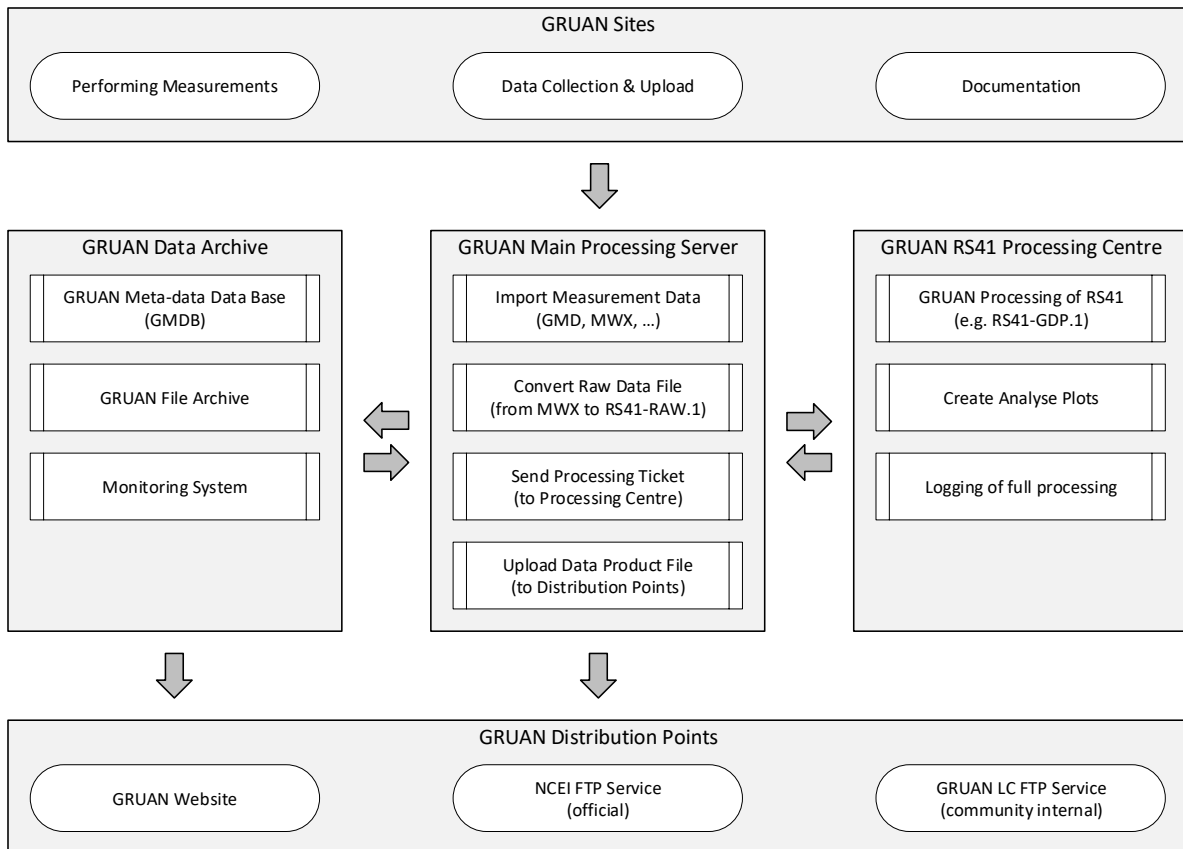 GRUAN Sites
Performing Measurements
Data Collection & Upload
Documentation
GRUAN Data Archive
GRUAN Meta-data Data Base
(GMDB)
GRUAN File Archive
Monitoring System
GRUAN Main Processing Server
Import Measurement Data
(GMD, MWX, ...)
Convert Raw Data File
(from MWX to RS41-RAW.1)
Send Processing Ticket
(to Processing Centre)
Upload Data Product File
(to Distribution Points)
GRUAN RS41 Processing Centre
GRUAN Processing of RS41
(e.g. RS41-GDP.1)
Create Analyse Plots
Logging of full processing
GRUAN Distribution Points
GRUAN Website
NCEI FTP Service
(official)
GRUAN LC FTP Service
(community internal)